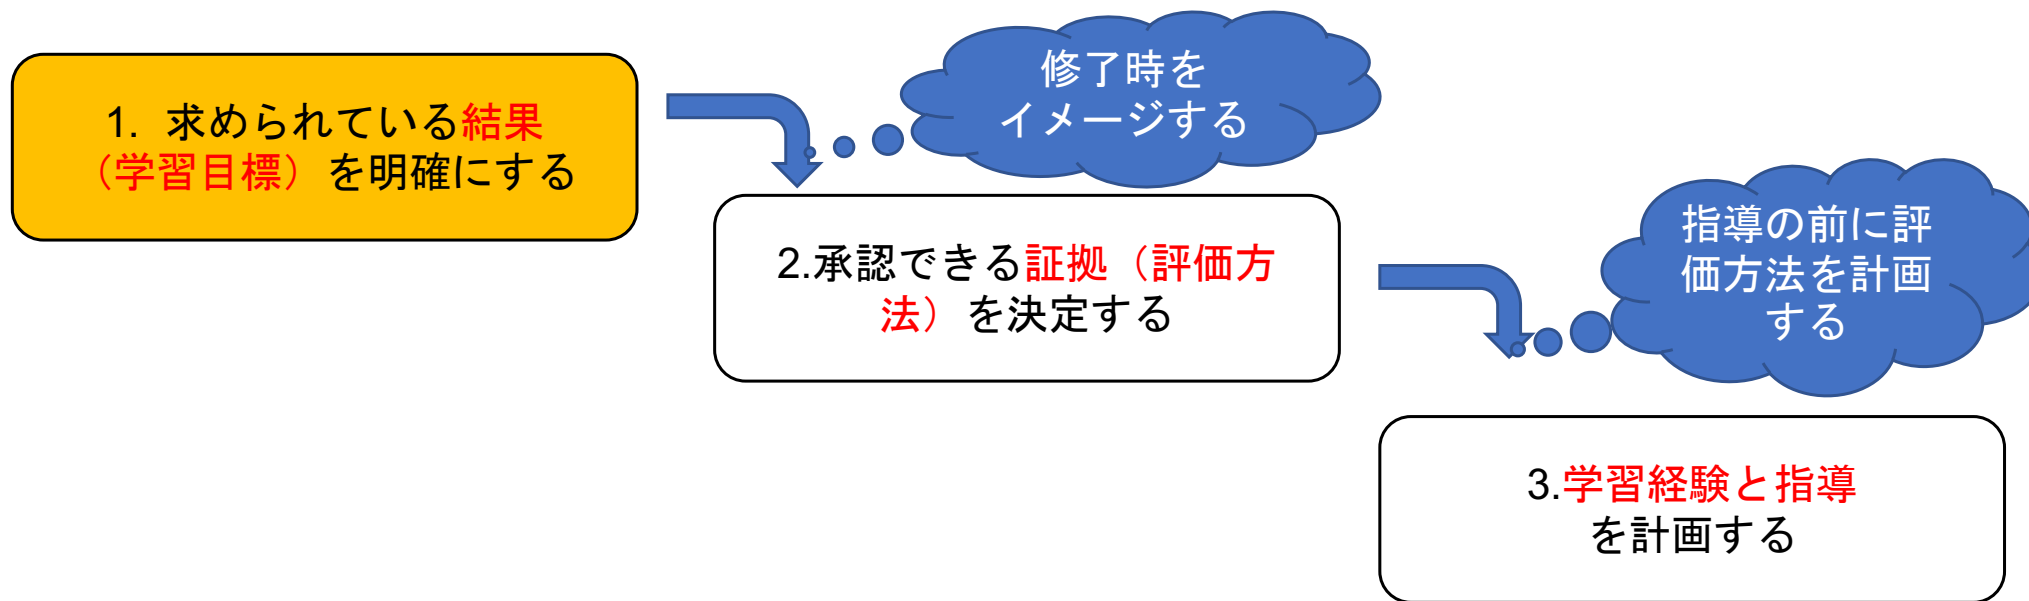 修了時を
イメージする
1. 求められている結果
（学習目標）を明確にする
指導の前に評
価方法を計画
する
2.承認できる証拠（評価方
法）を決定する
3.学習経験と指導
を計画する